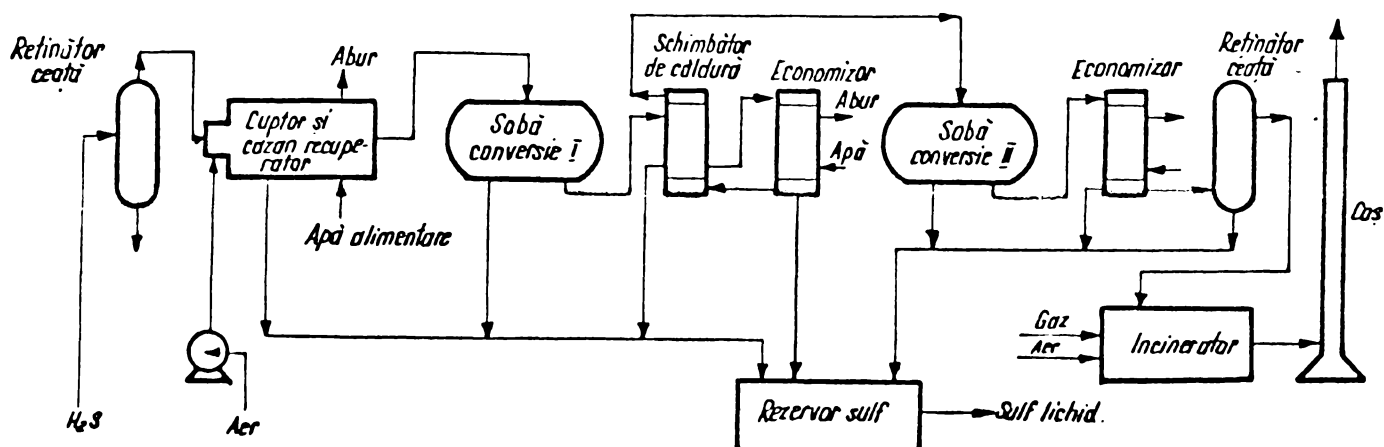 Retinător
ceață
Abur
Cuptor și
cazan recupe-
rator
Apă alimentare
H₂S
Aer
Sobă
conversie I
Schimbător
de căldură
Economizor
Abur
Apă
Sobă
conversie II
Economizor
Retinător
ceață
Coș
Gaz
Aer
Incinerator
Rezervor sulf
Sulf lichid.